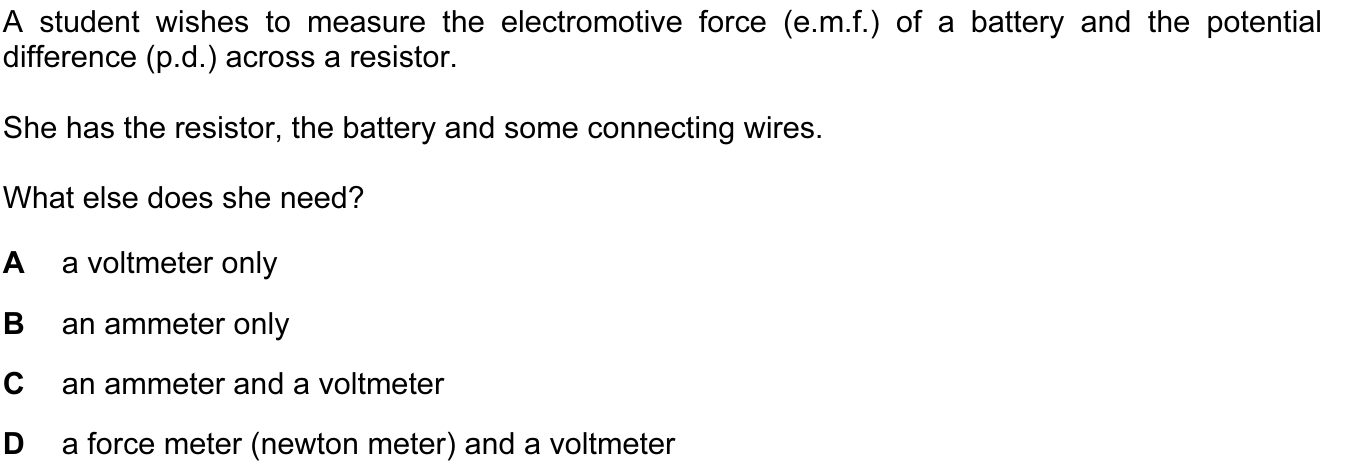 A student wishes to measure the electromotive force (e.m.f.) of a battery and the potential
difference (p.d.) across a resistor.
She has the resistor, the battery and some connecting wires.
What else does she need?
A a voltmeter only
B an ammeter only
C an ammeter and a voltmeter
D a force meter (newton meter) and a voltmeter